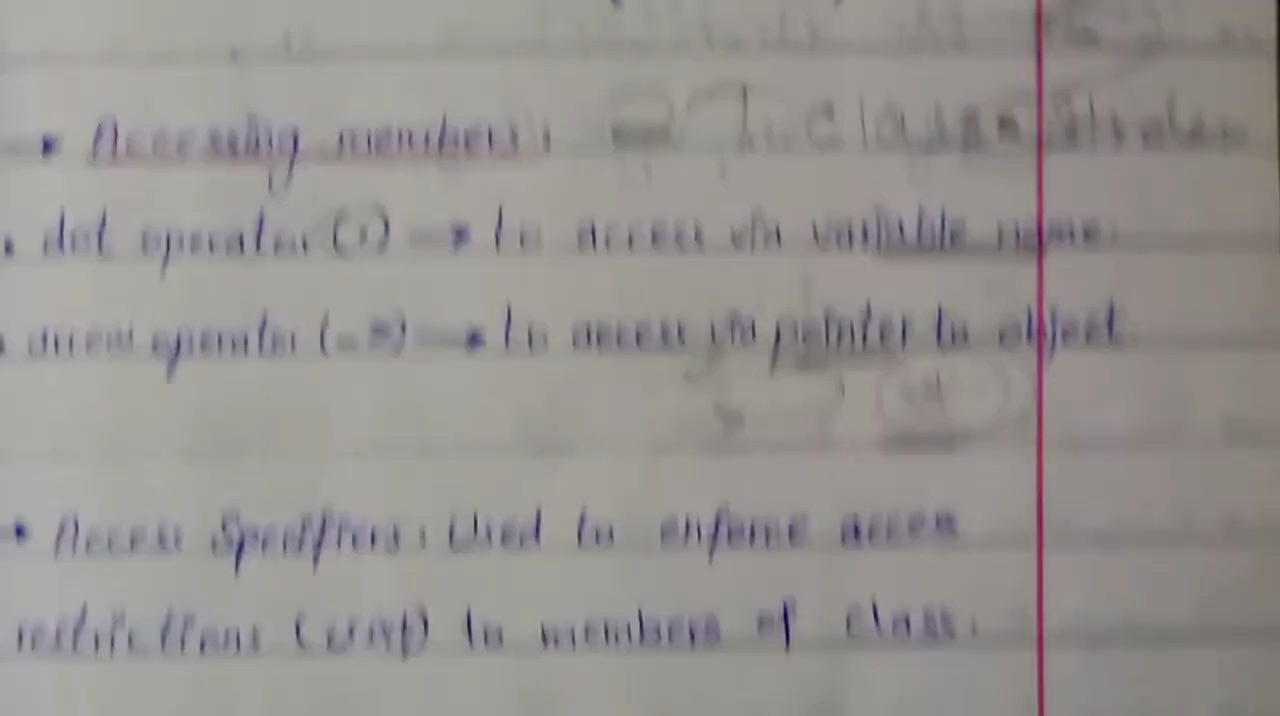 → Accessing members:
• dot operator (.) → to access via variable name.
• arrow operator (->) → to access via pointer to object
→ Access Specifiers: Used to enforce access
restrictions to members of class.